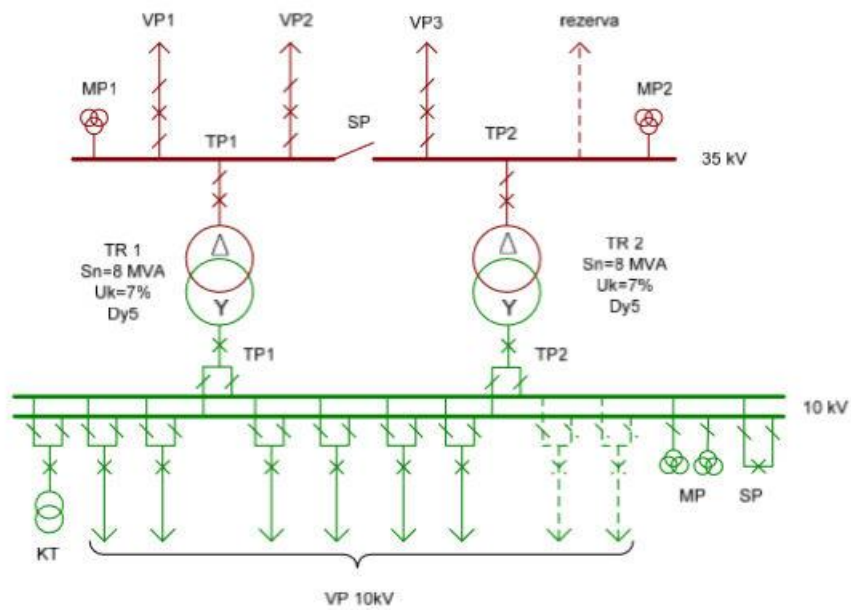 VP1
VP2
VP3
rezerva
MP1
MP2
TP1
SP
TP2
35 kV
Δ
Y
TR 1
Sn=8 MVA
Uk=7%
Dy5
Δ
Y
TR 2
Sn=8 MVA
Uk=7%
Dy5
TP1
TP2
10 kV
KT
MP
SP
VP 10kV